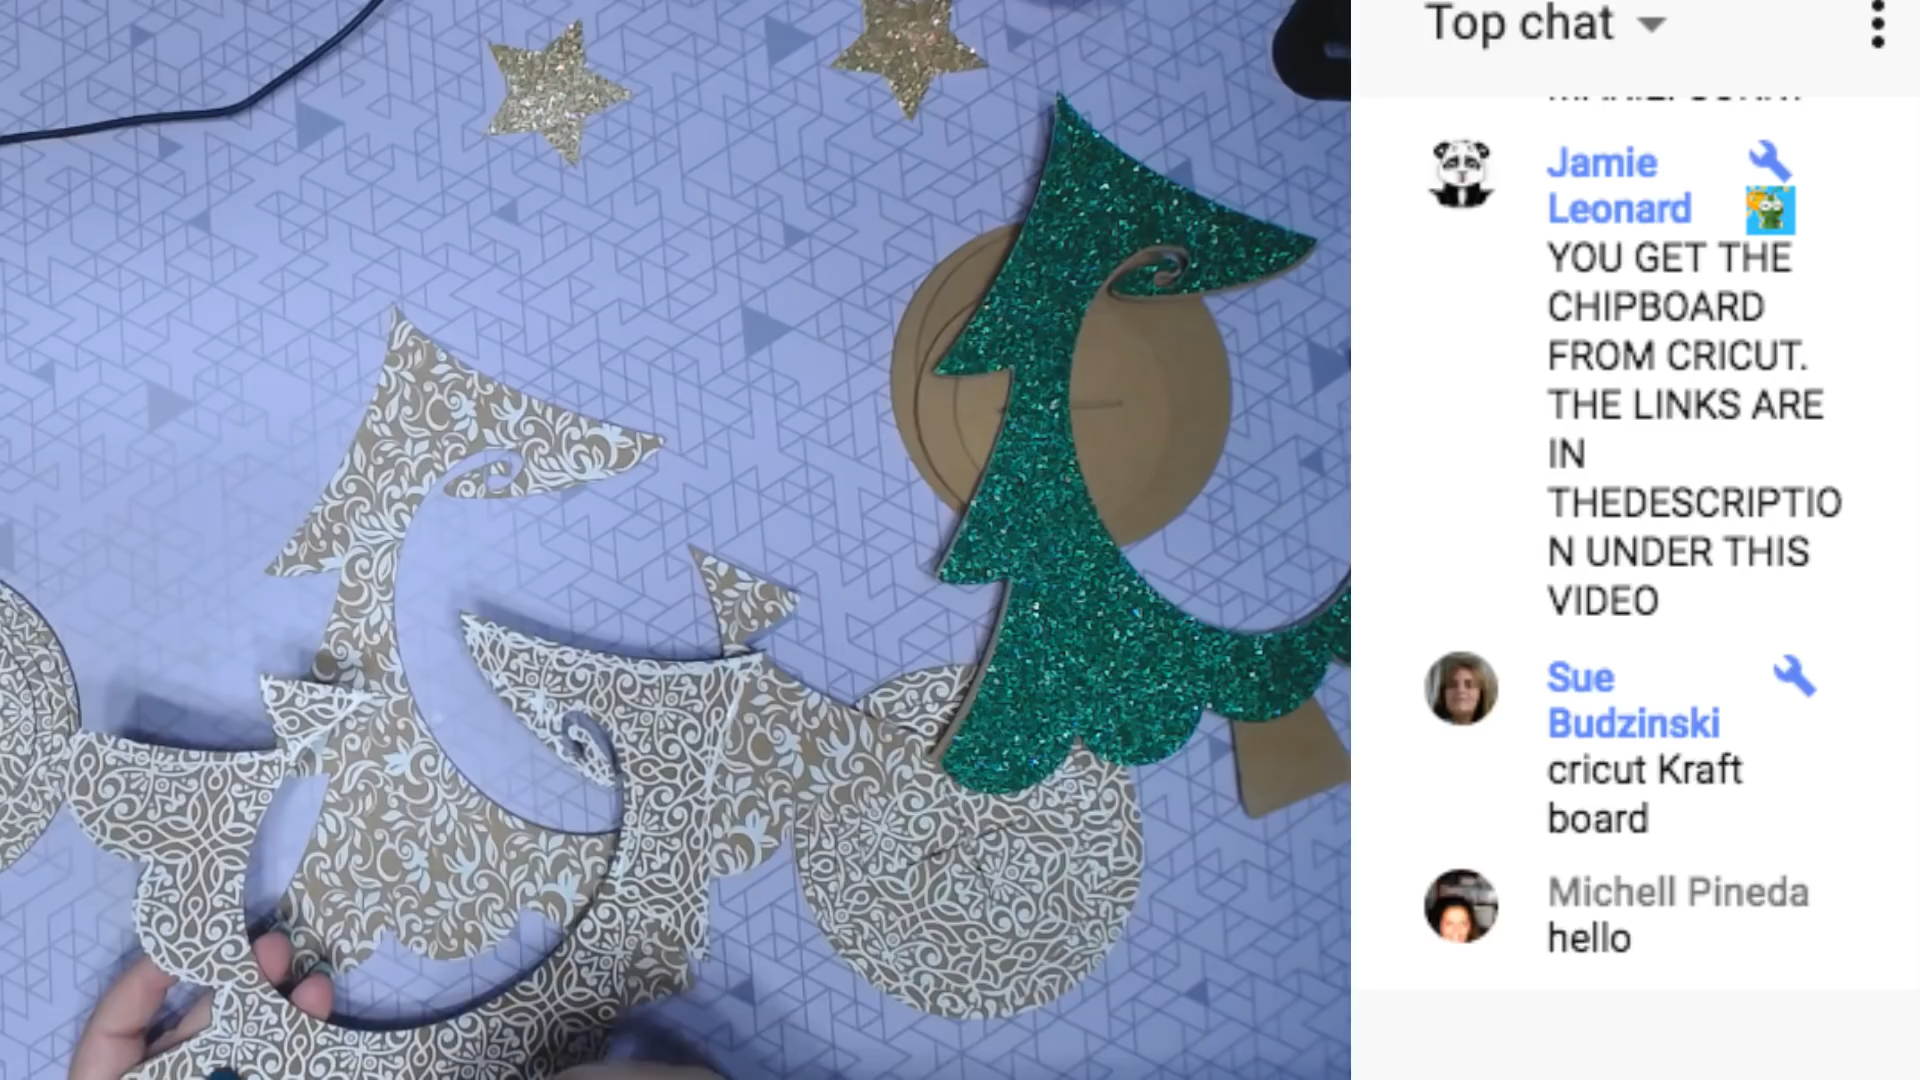 Top chat
Jamie
Leonard
YOU GET THE
CHIPBOARD
FROM CRICUT.
THE LINKS ARE
IN
THEDESCRIPTIO
N UNDER THIS
VIDEO
Sue
Budzinski
cricut Kraft
board
Michell Pineda
hello